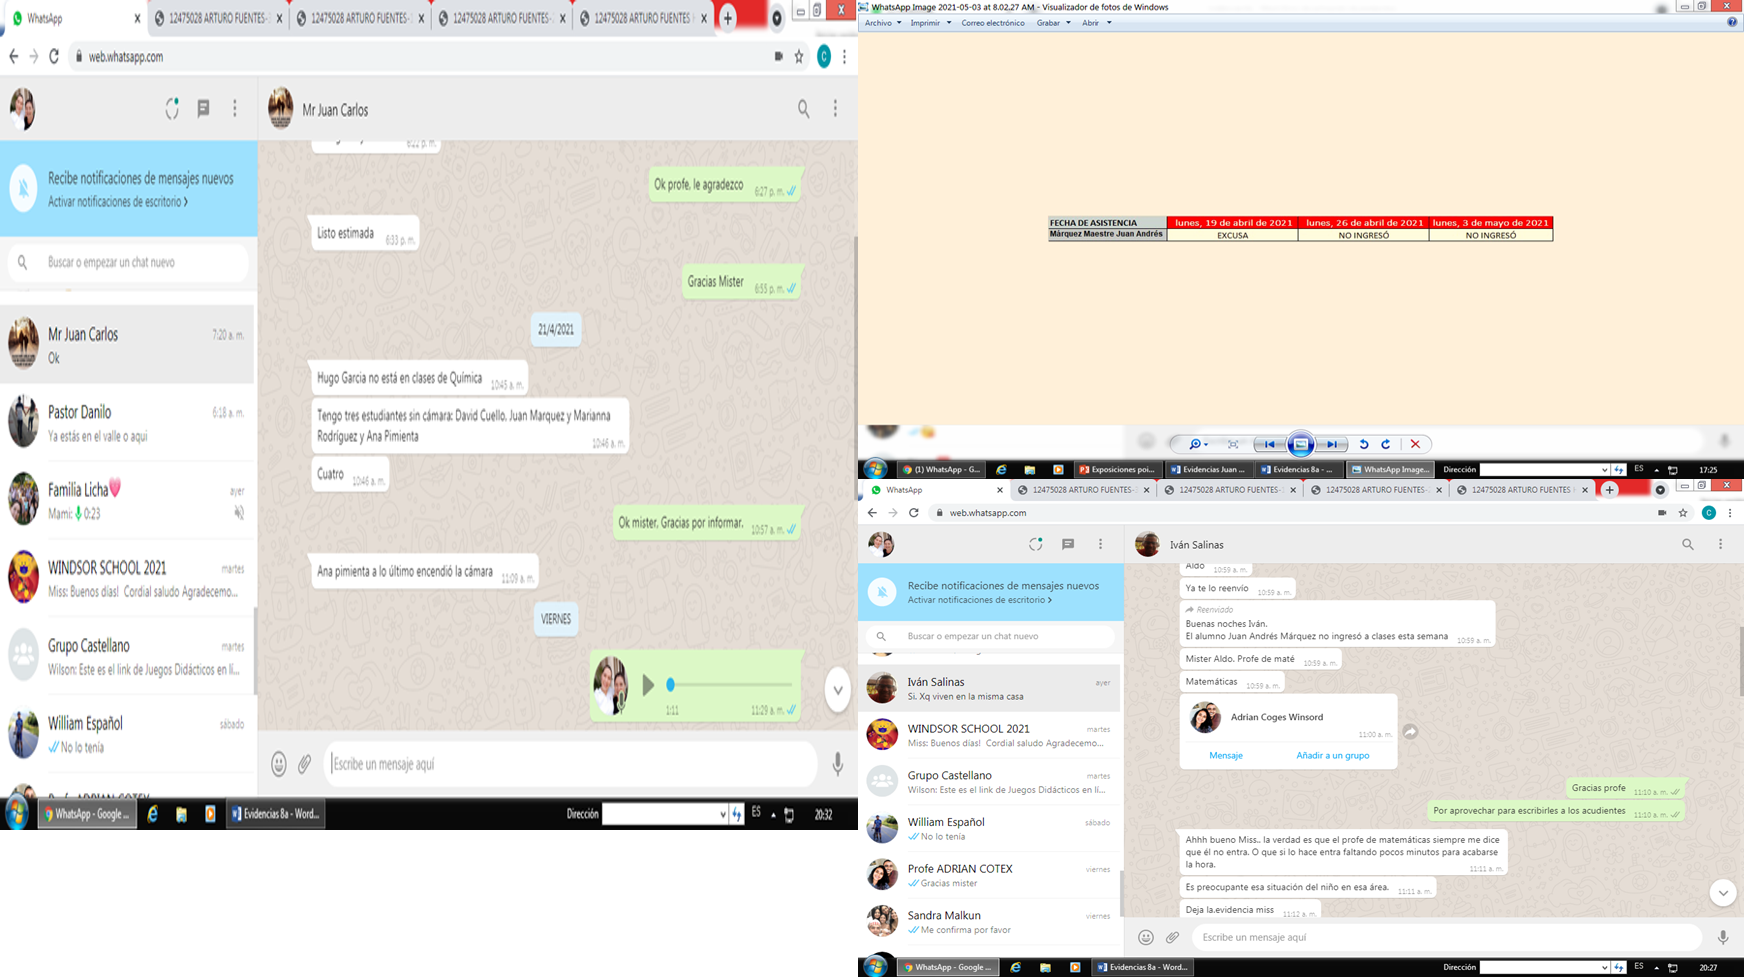 WhatsApp
12475028 ARTURO FUENTES-
12475028 ARTURO FUENTES-
12475028 ARTURO FUENTES-
12475028 ARTURO FUENTES
web.whatsapp.com
C
Mr Juan Carlos
Recibe notificaciones de mensajes nuevos
Activar notificaciones de escritorio >
Buscar o empezar un chat nuevo
Mr Juan Carlos
7:20 a. m.
Ok
Pastor Danilo
6:18 a. m.
Ya estás en el valle o aqui
Familia Licha
ayer
Mami: 0:23
WINDSOR SCHOOL 2021
martes
Miss: Buenos días! Cordial saludo Agradecemo...
Grupo Castellano
martes
Wilson: Este es el link de Juegos Didácticos en lí...
William Español
sábado
No lo tenía
Profe ADRIAN COTEX
6:22 p. m.
Ok profe, le agradezco
6:27 p. m.
Listo estimada
6:33 p. m.
Gracias Mister
6:55 p. m.
21/4/2021
Hugo Garcia no está en clases de Química
10:45 a. m.
Tengo tres estudiantes sin cámara: David Cuello. Juan Marquez y Marianna
Rodríguez y Ana Pimienta
10:46 a. m.
Cuatro
10:46 a. m.
Ok mister. Gracias por informar.
10:57 a. m.
Ana pimienta a lo último encendió la cámara
11:09 a. m.
VIERNES
1:11
11:29 a. m.
Escribe un mensaje aquí
WhatsApp - Google ...
Evidencias 8a - Word...
Dirección
ES
20:32
WhatsApp Image 2021-05-03 at 8.02.27 AM - Visualizador de fotos de Windows
Archivo
Imprimir
Correo electrónico
Grabar
Abrir
FECHA DE ASISTENCIA
lunes, 19 de abril de 2021
lunes, 26 de abril de 2021
lunes, 3 de mayo de 2021
Márquez Maestre Juan Andrés
EXCUSA
NO INGRESÓ
NO INGRESÓ
(1) WhatsApp - G...
Exposiciones poi...
Evidencias Juan ...
Evidencias 8a - ...
WhatsApp Image...
Dirección
ES
17:25
WhatsApp
12475028 ARTURO FUENTES-
12475028 ARTURO FUENTES-
12475028 ARTURO FUENTES-
12475028 ARTURO FUENTES
web.whatsapp.com
C
Iván Salinas
Recibe notificaciones de mensajes nuevos
Activar notificaciones de escritorio >
Buscar o empezar un chat nuevo
Iván Salinas
ayer
Si. Xq viven en la misma casa
WINDSOR SCHOOL 2021
martes
Miss: Buenos días! Cordial saludo Agradecemo...
Grupo Castellano
martes
Wilson: Este es el link de Juegos Didácticos en lí...
William Español
sábado
No lo tenía
Profe ADRIAN COTEX
viernes
Gracias mister
Sandra Malkun
viernes
Me confirma por favor
Aldo
10:59 a. m.
Ya te lo reenvío
10:59 a. m.
Reenviado
Buenas noches Iván.
El alumno Juan Andrés Márquez no ingresó a clases esta semana
10:59 a. m.
Mister Aldo. Profe de maté
10:59 a. m.
Matemáticas
10:59 a. m.
Adrian Coges Winsord
11:00 a. m.
Mensaje
Añadir a un grupo
Gracias profe
11:10 a. m.
Por aprovechar para escribirles a los acudientes
11:10 a. m.
Ahhh bueno Miss.. la verdad es que el profe de matemáticas siempre me dice
que él no entra. O que si lo hace entra faltando pocos minutos para acabarse
la hora.
11:11 a. m.
Es preocupante esa situación del niño en esa área.
11:11 a. m.
Deja la.evidencia miss
11:12 a. m.
Escribe un mensaje aquí
WhatsApp - Google ...
Evidencias 8a - Word...
Dirección
ES
20:27